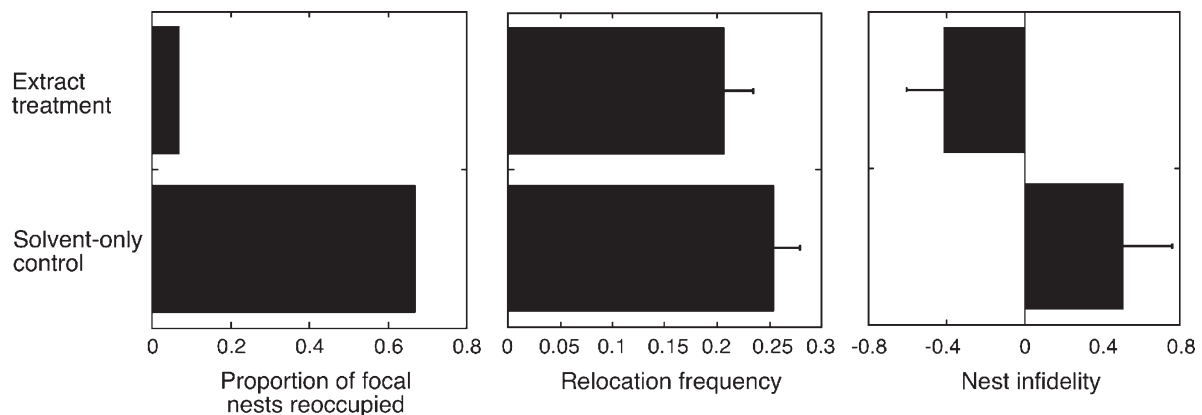 Extract
treatment
Solvent-only
control
0 0.2 0.4 0.6 0.8
Proportion of focal
nests reoccupied
0 0.05 0.1 0.15 0.2 0.25 0.3
Relocation frequency
-0.8 -0.4 0 0.4 0.8
Nest infidelity